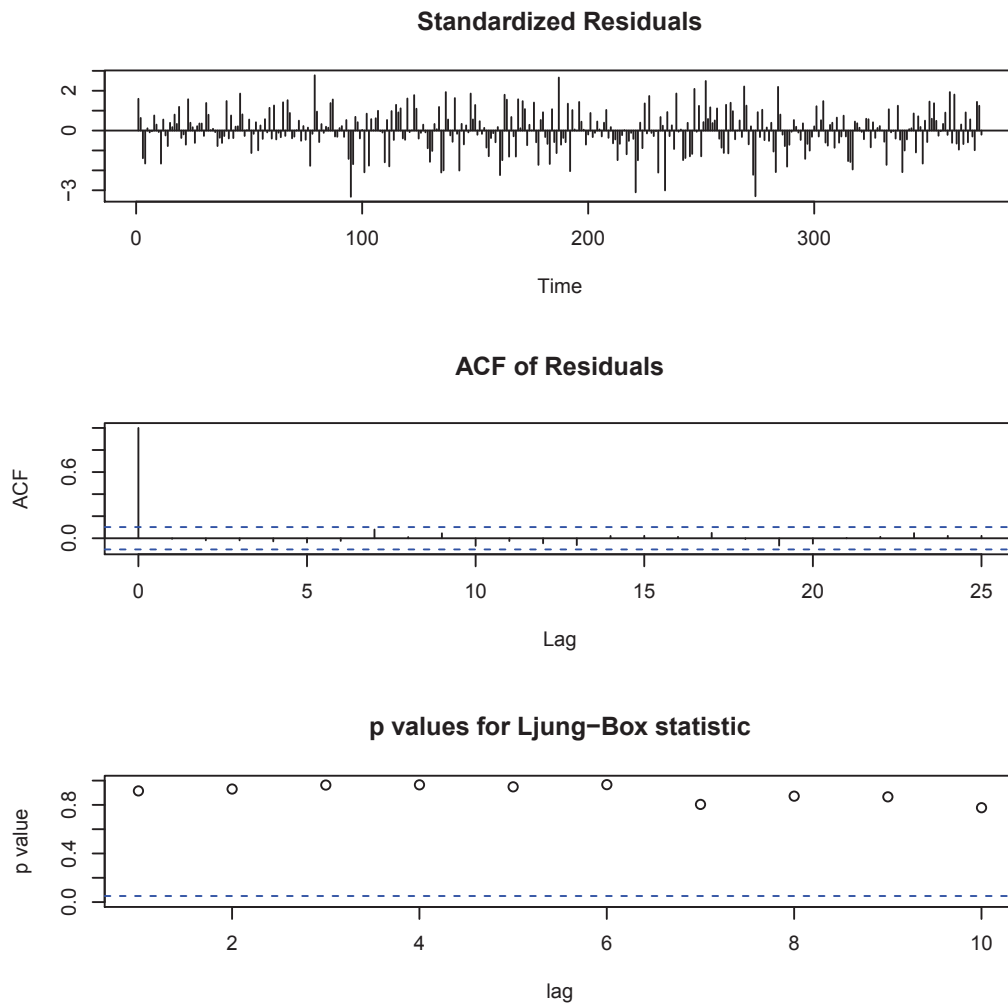 Standardized Residuals
2
0
−3
0 100 200 300
Time
ACF of Residuals
ACF
0.6
0.0
0 5 10 15 20 25
Lag
p values for Ljung−Box statistic
p value
0.8
0.4
0.0
2 4 6 8 10
lag